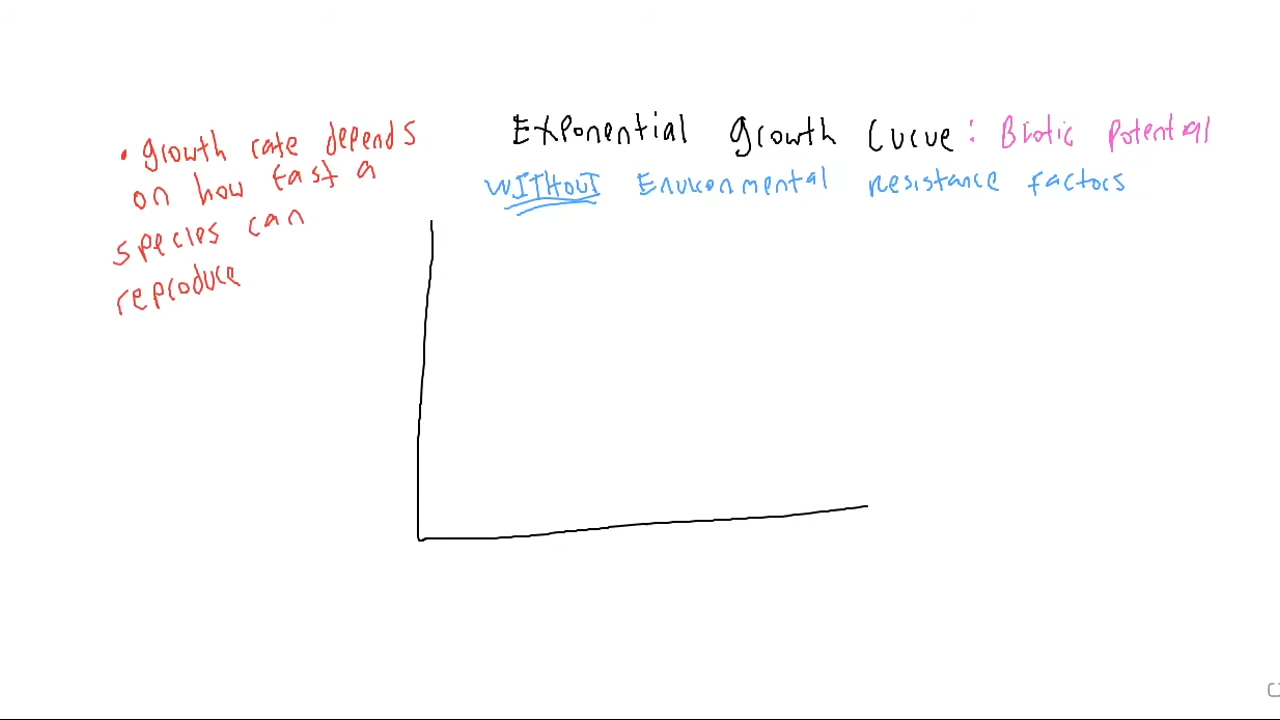 Exponential Growth Curve: Biotic Potential
WITHOUT Environmental resistance factors
• growth rate depends
on how fast a
species can
reproduce